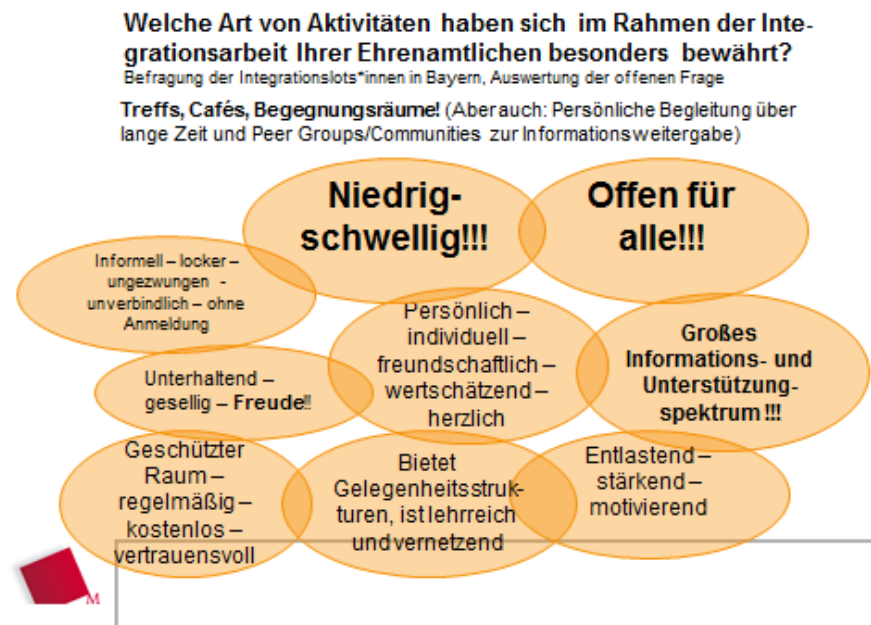 Welche Art von Aktivitäten haben sich im Rahmen der Inte-
grationsarbeit Ihrer Ehrenamtlichen besonders bewährt?
Befragung der Integrationslots*innen in Bayern, Auswertung der offenen Frage
Treffs, Cafés, Begegnungsräume! (Aber auch: Persönliche Begleitung über
lange Zeit und Peer Groups/Communities zur Informationsweitergabe)
Niedrig-
schwellig!!!
Offen für
alle!!!
Informell – locker –
ungezwungen -
unverbindlich – ohne
Anmeldung
Persönlich –
individuell –
freundschaftlich –
wertschätzend –
herzlich
Großes
Informations- und
Unterstützung-
spektrum !!!
Unterhaltend –
gesellig – Freude!!
Geschützter
Raum –
regelmäßig –
kostenlos –
vertrauensvoll
Bietet
Gelegenheitsstruk-
turen, ist lehrreich
und vernetzend
Entlastend –
stärkend –
motivierend
M